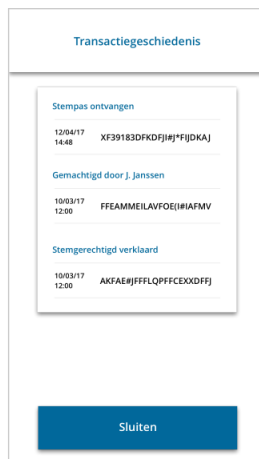 Transactiegeschiedenis
Stempas ontvangen
12/04/17
14:48
XF39183DFKDFJI#J*FIJDKAJ
Gemachtigd door J. Janssen
10/03/17
12:00
FFEAMMEILAVFOE(I#IAFMV
Stemgerechtigd verklaard
10/03/17
12:00
AKFAE#JFFFLQPFFCEXXDFFJ
Sluiten